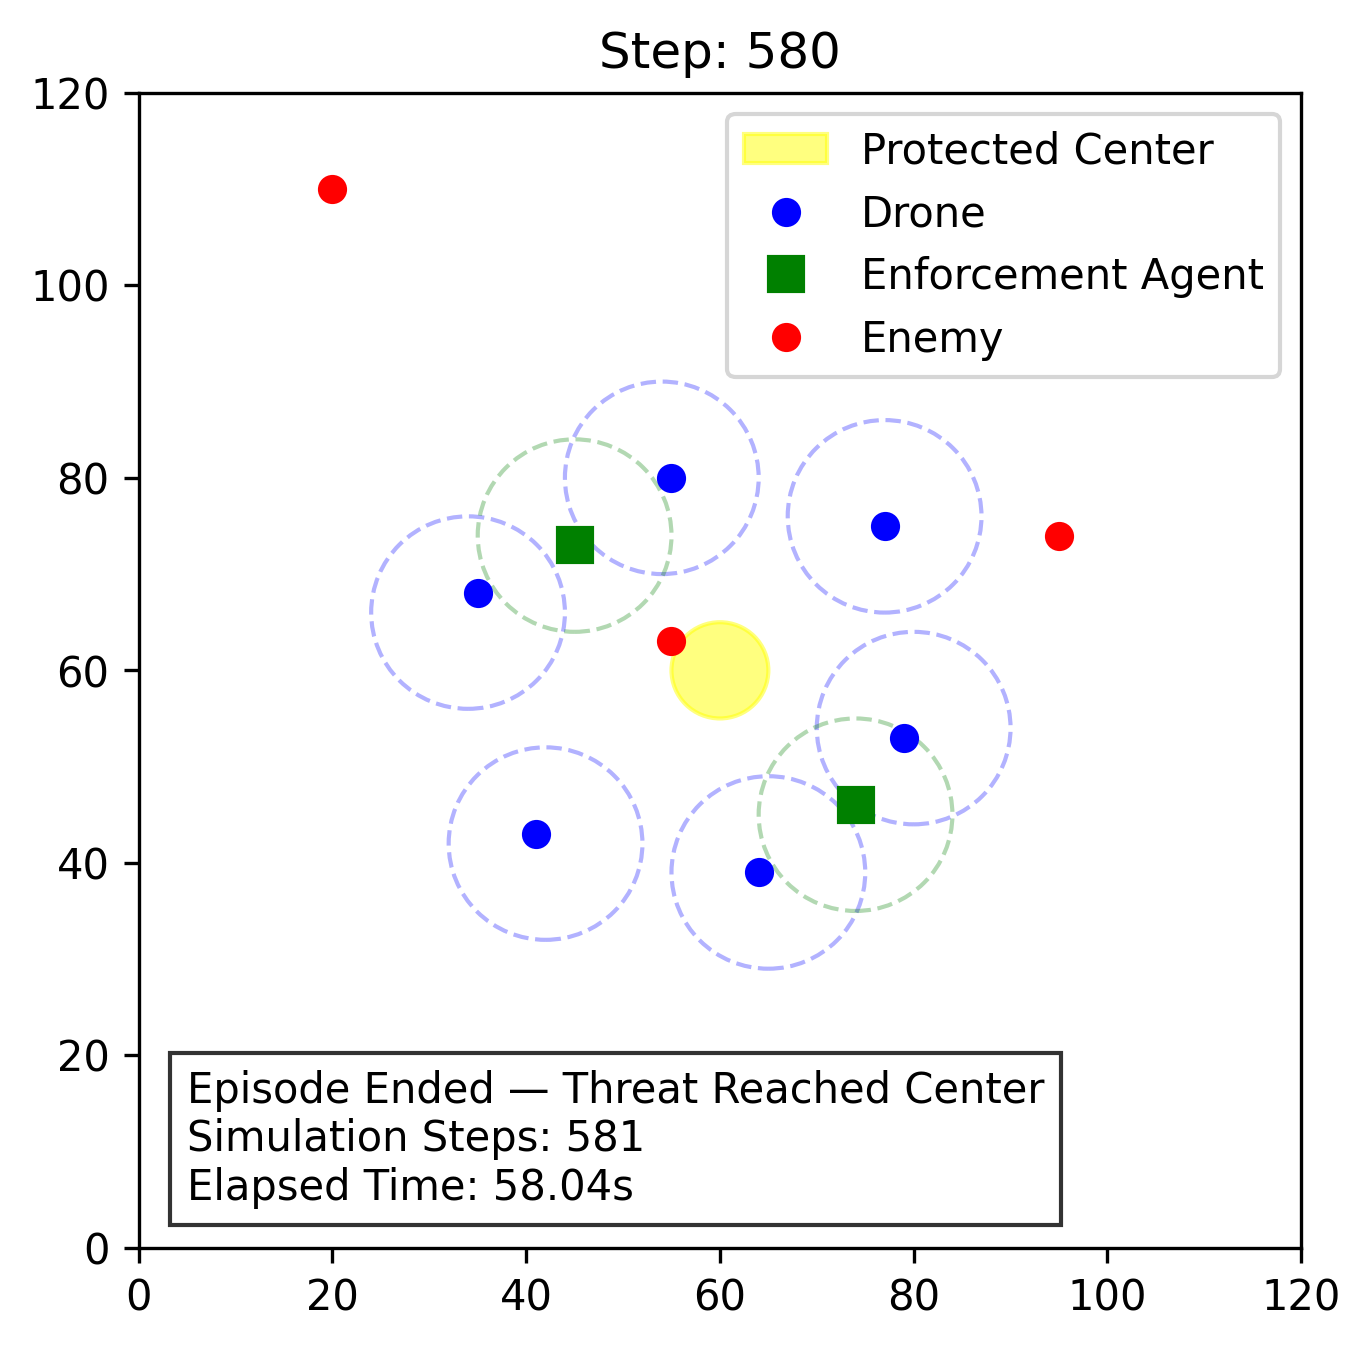 Step: 580
120
100
80
60
40
20
0
Protected Center
Drone
Enforcement Agent
Enemy
Episode Ended — Threat Reached Center
Simulation Steps: 581
Elapsed Time: 58.04s
0 20 40 60 80 100 120